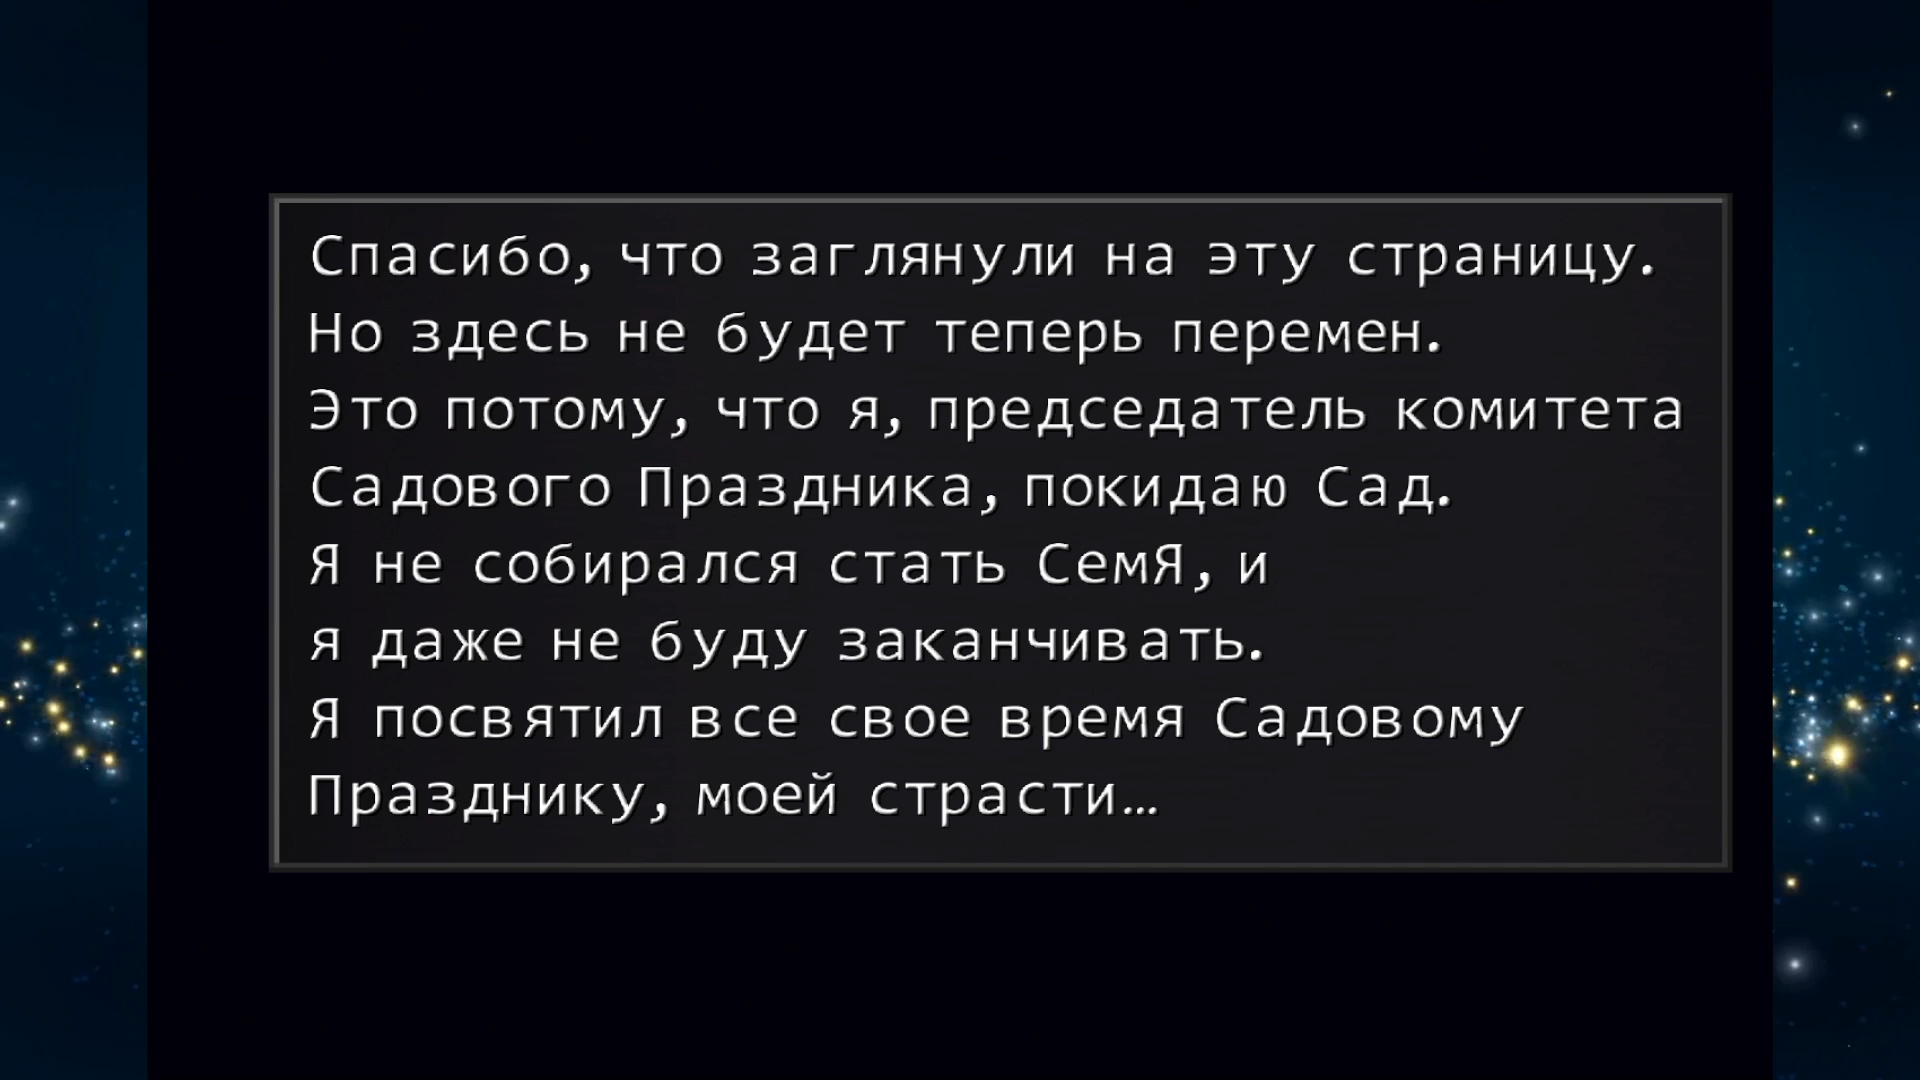 Спасибо, что заглянули на эту страницу.
Но здесь не будет теперь перемен.
Это потому, что я, председатель комитета
Садового Праздника, покидаю Сад.
Я не собирался стать СемЯ, и
я даже не буду заканчивать.
Я посвятил все свое время Садовому
Празднику, моей страсти…